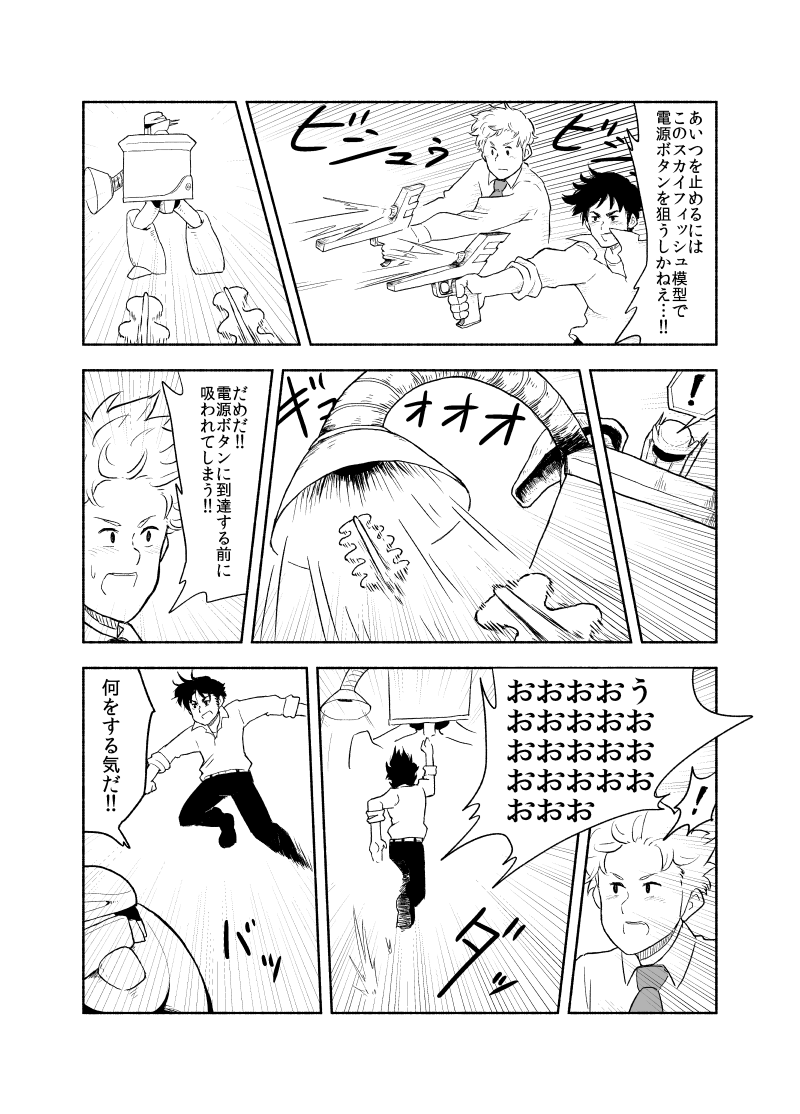 あいつを止めるには
このスカイフィッシュ模型で
電源ボタンを狙うしかねえ…!!
ビシュゥ
ビシュ
!
オオオ
ギュ
だめだ!!
電源ボタンに到達する前に
吸われてしまう!!
!
おおおおう
おおおおお
おおおおお
おおおおお
おおお
ダッ
何をする気だ!!
バッ